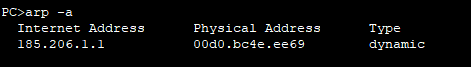 PC>arp -a
Internet Address Physical Address Type
185.206.1.1 00d0.bc4e.ee69 dynamic